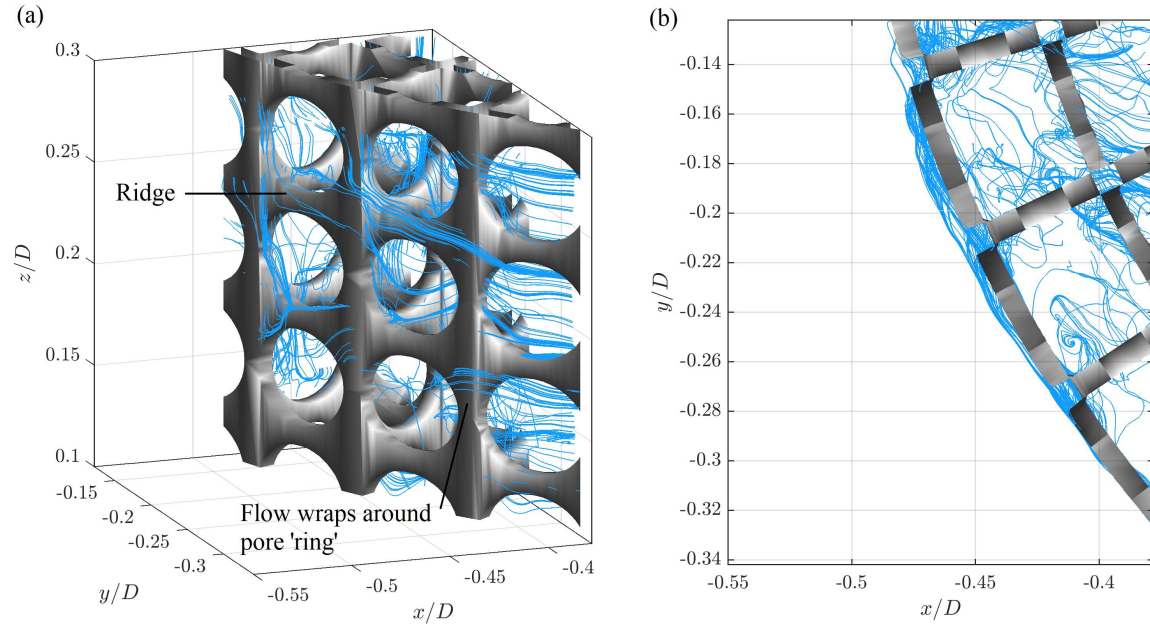 (a)
0.3
0.25
0.2
0.15
0.1
z/D
Ridge
Flow wraps around
pore 'ring'
-0.15
-0.2
-0.25
-0.3
y/D
-0.55
-0.5
-0.45
-0.4
x/D
(b)
-0.14
-0.16
-0.18
-0.2
-0.22
-0.24
-0.26
-0.28
-0.3
-0.32
-0.34
y/D
-0.55
-0.5
-0.45
-0.4
x/D